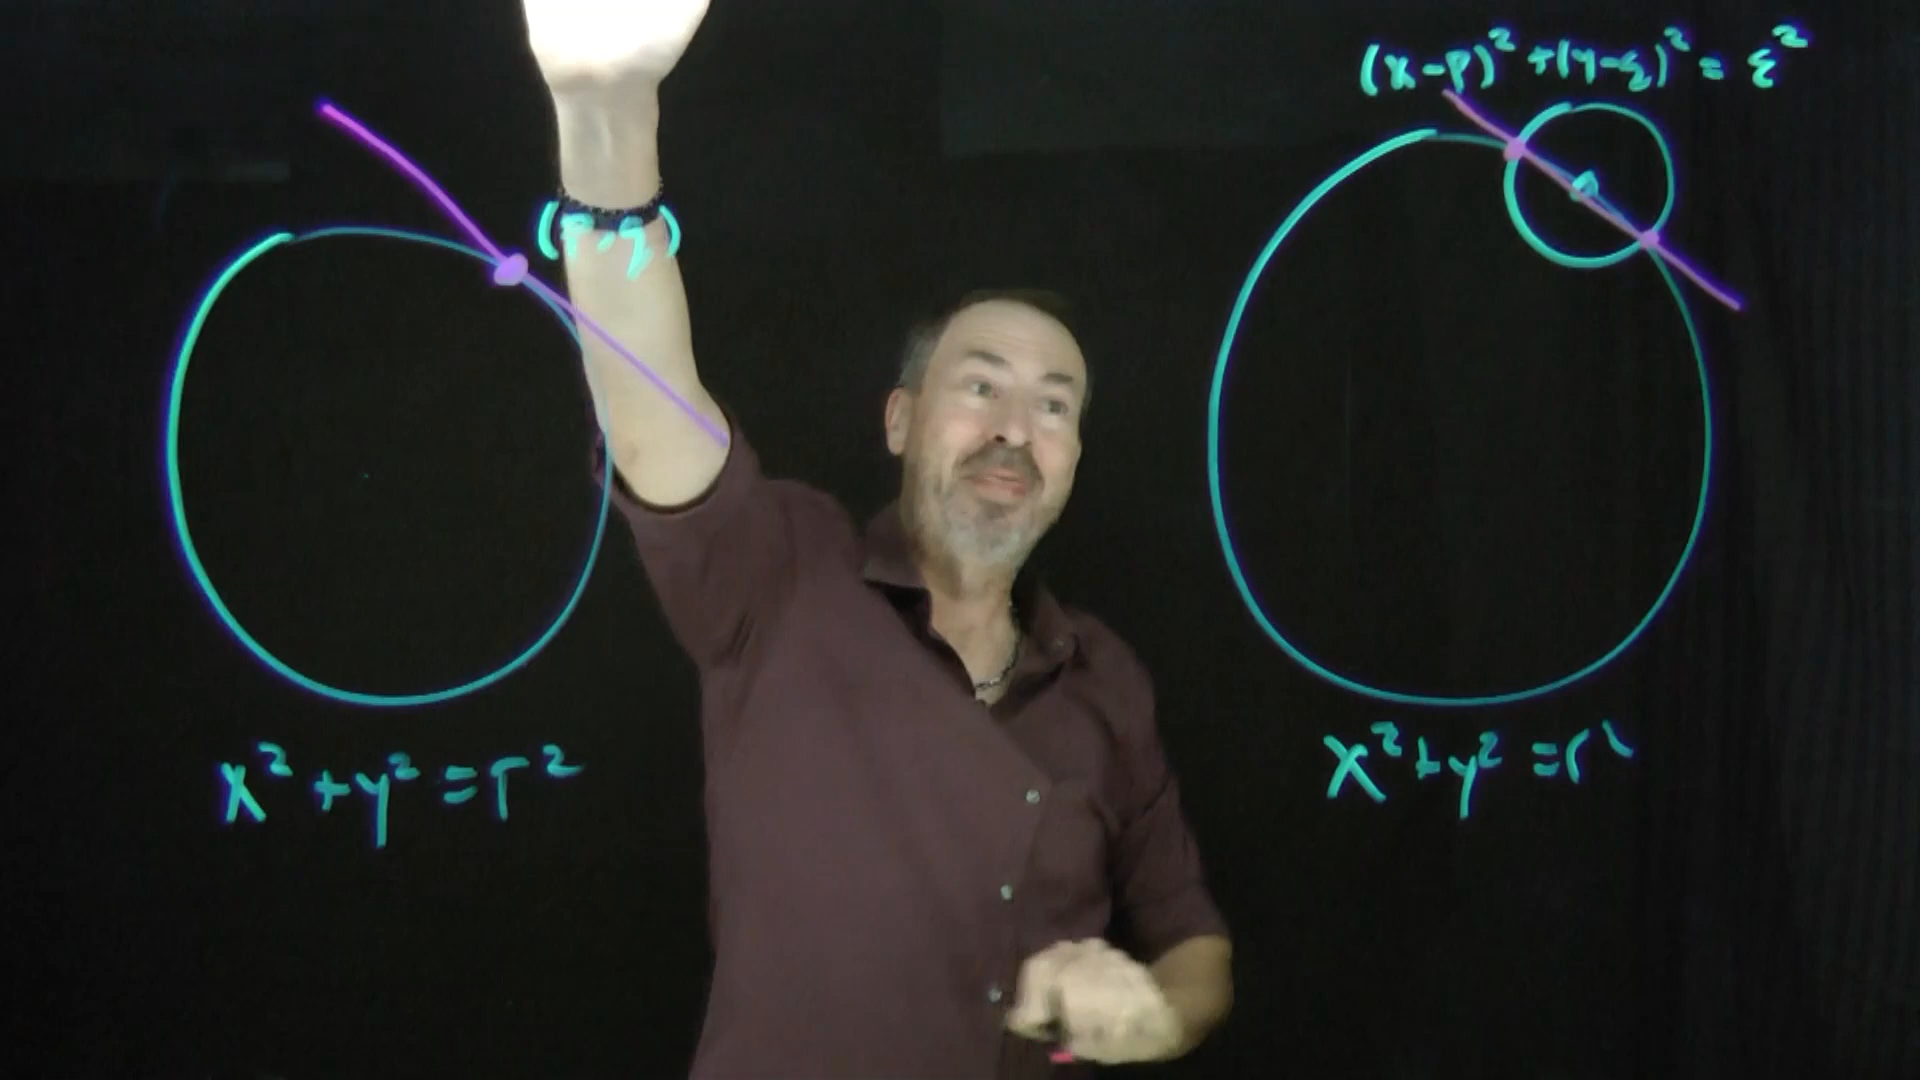 (x-p)² + (y-q)² = ε²
(p, q)
x² + y² = r²
x² + y² = r²